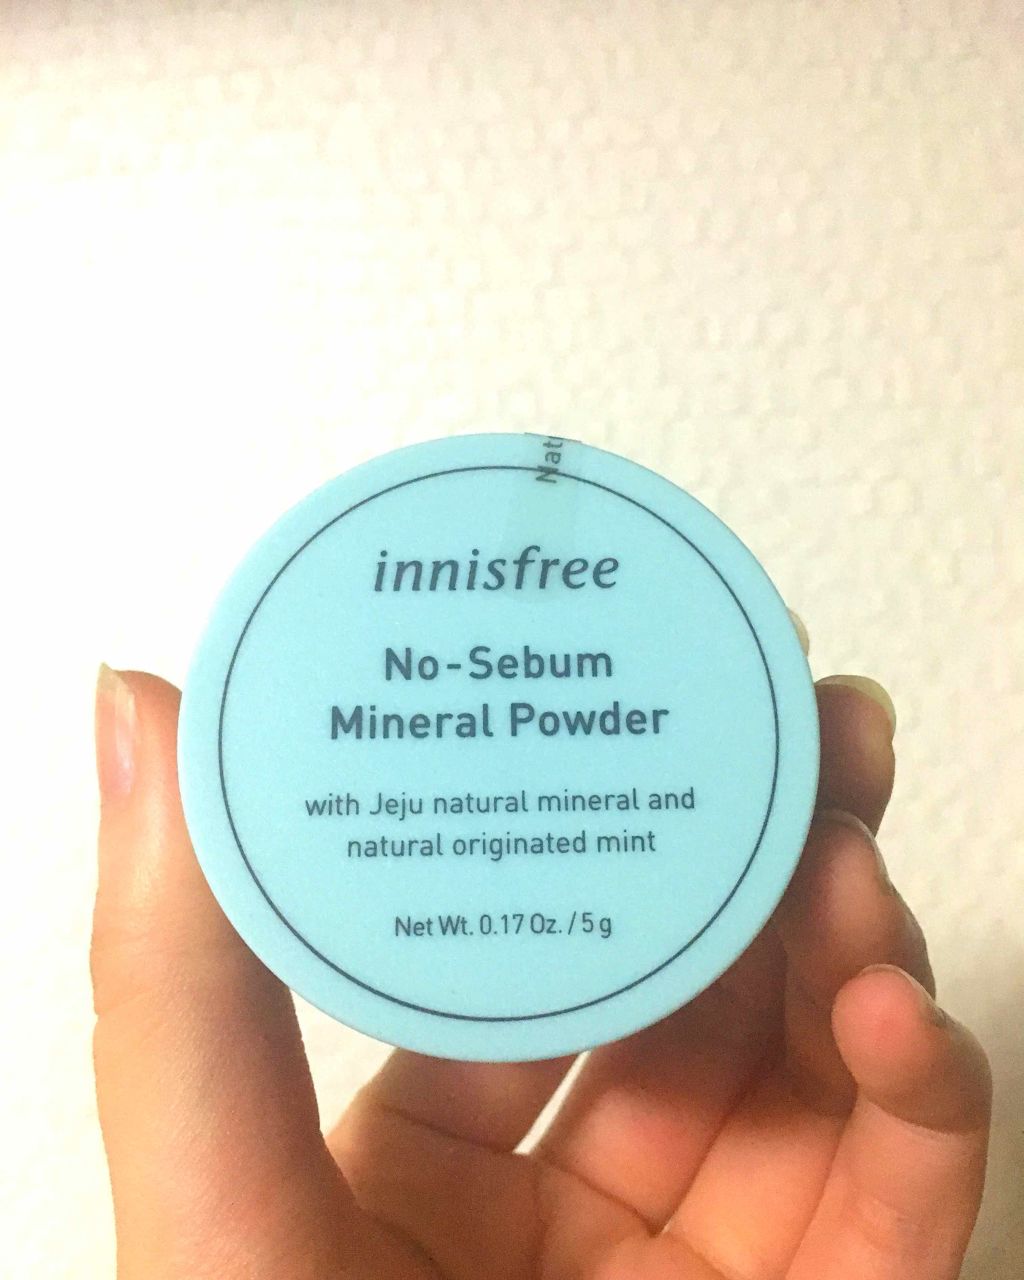 innisfree
No-Sebum
Mineral Powder
with Jeju natural mineral and
natural originated mint
Net Wt. 0.17 Oz. / 5 g